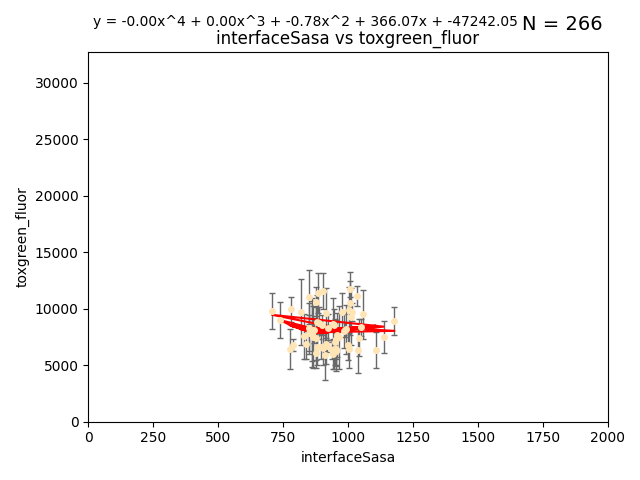 y = -0.00x^4 + 0.00x^3 + -0.78x^2 + 366.07x + -47242.05 N = 266
interfaceSasa vs toxgreen_fluor
30000
25000
20000
15000
10000
5000
0
toxgreen_fluor
0 250 500 750 1000 1250 1500 1750 2000
interfaceSasa